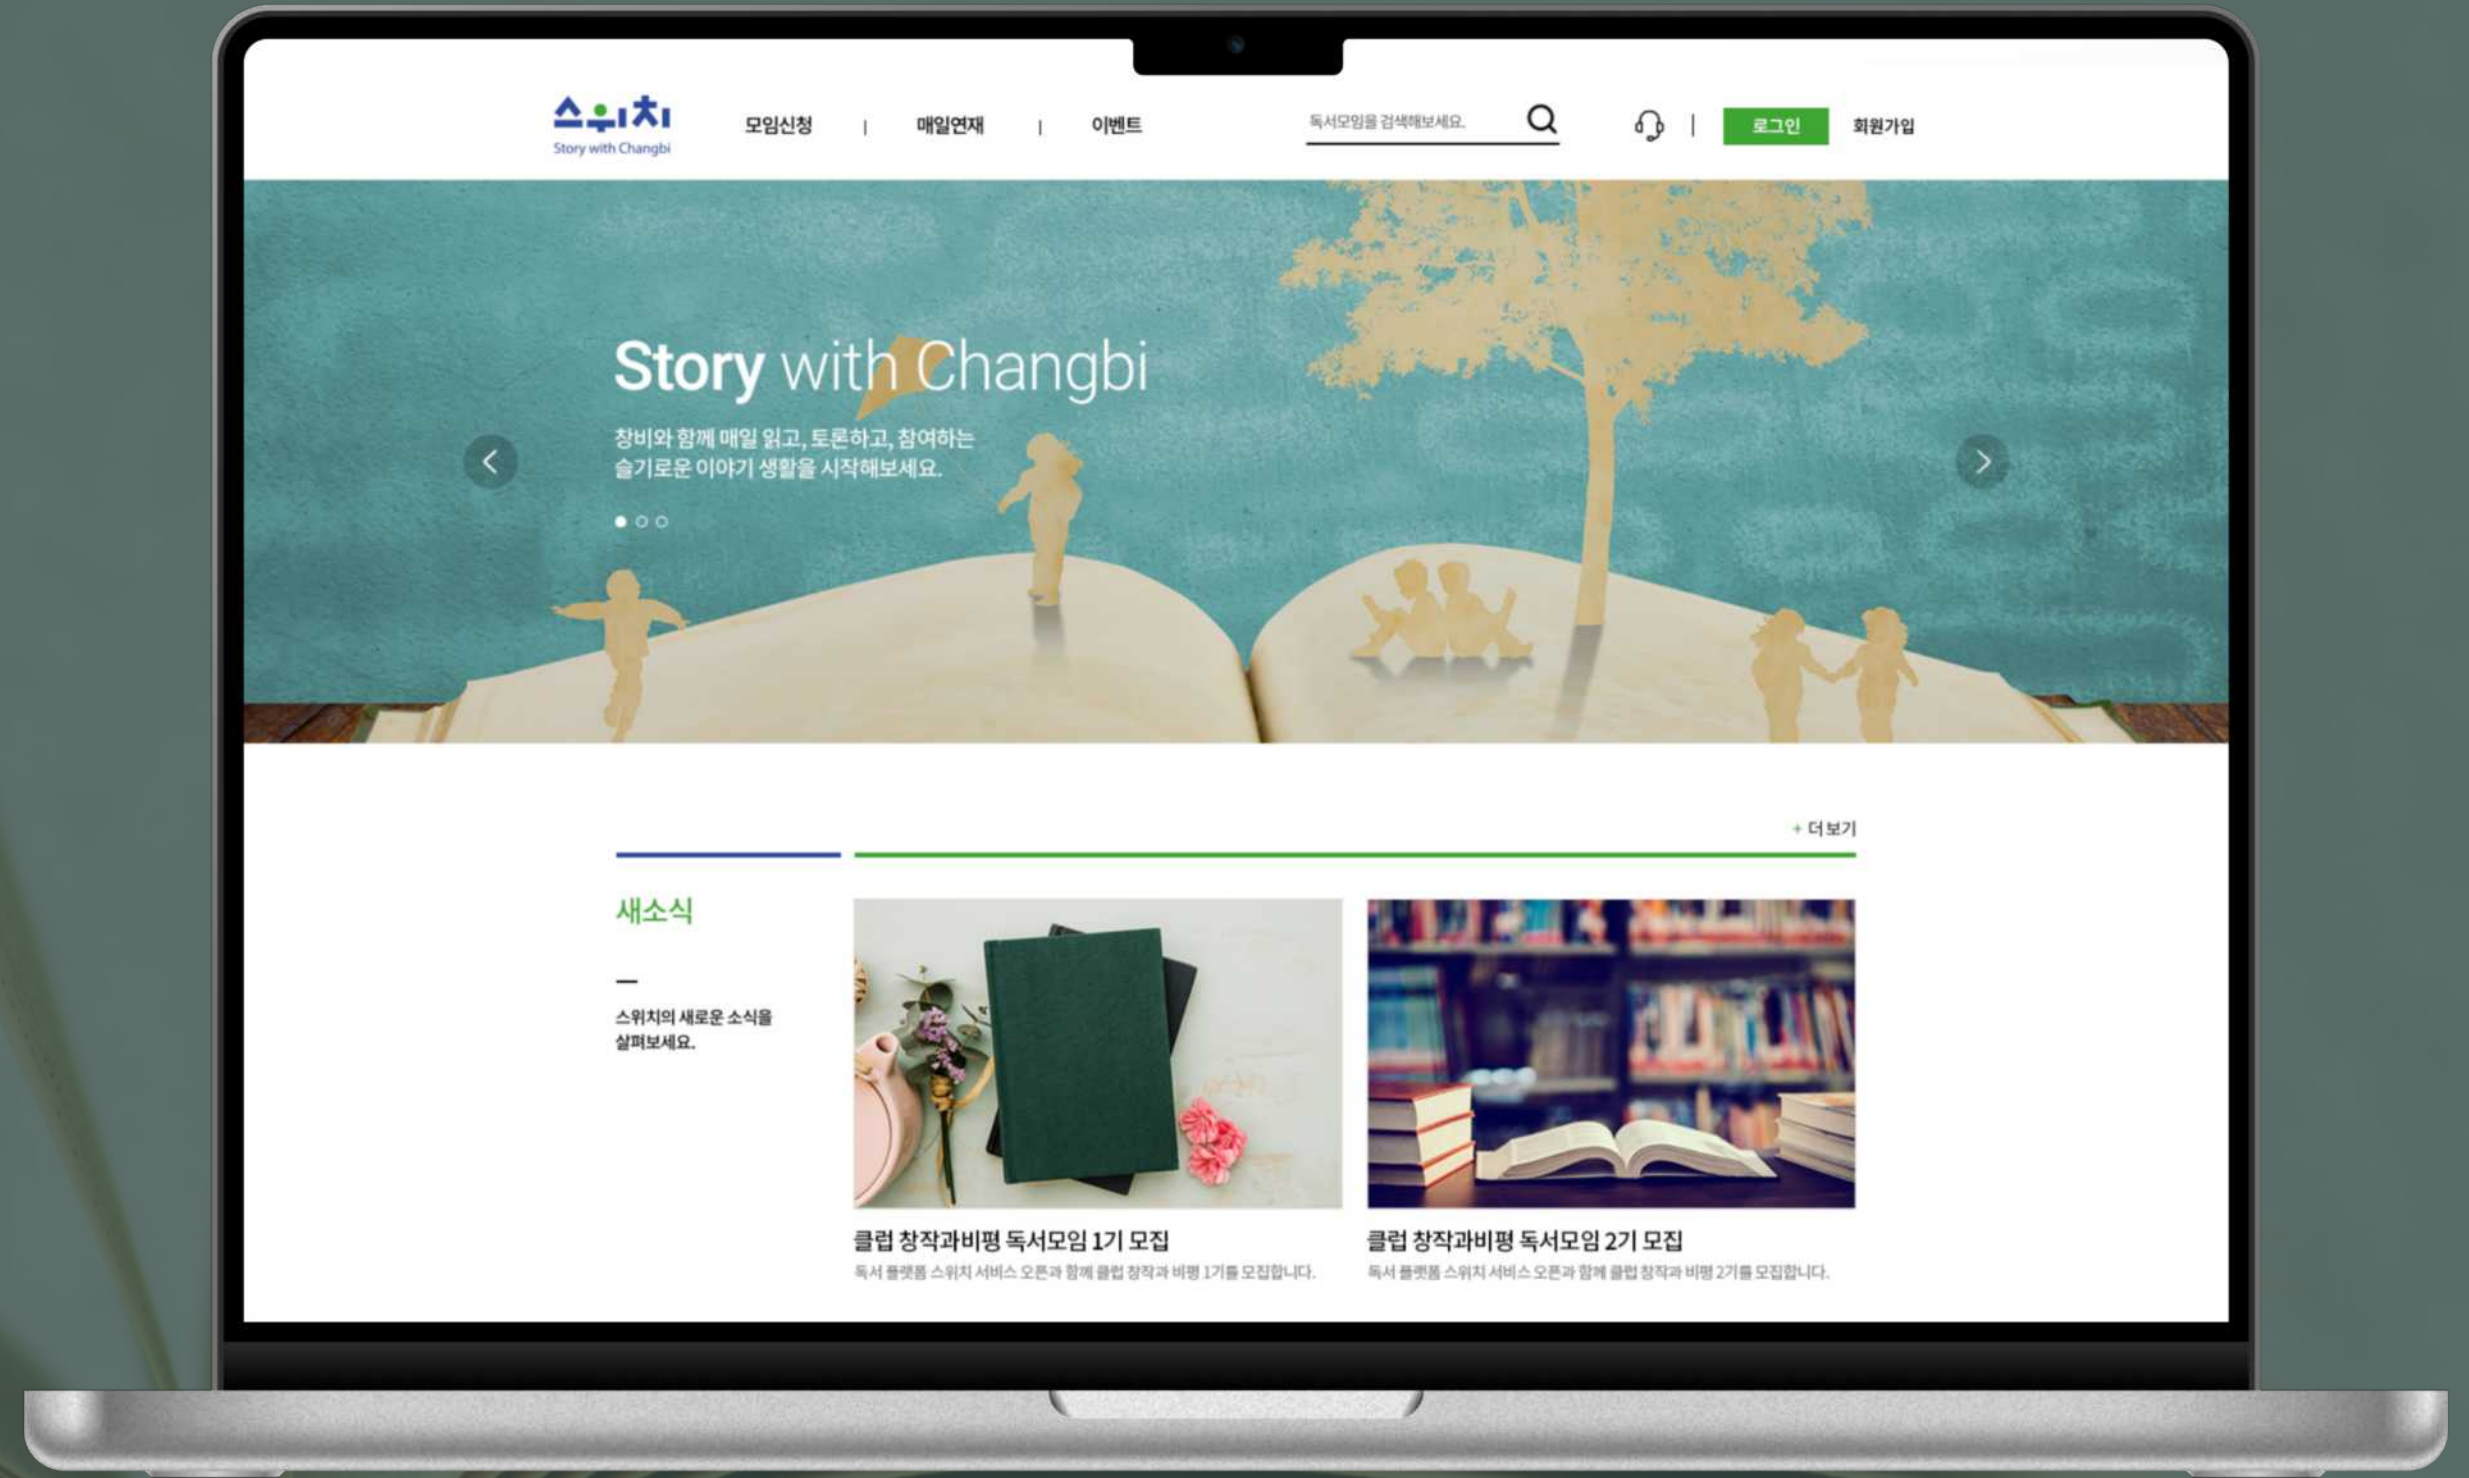 스위치
Story with Changbi
모임신청 | 매일연재 | 이벤트
독서모임을 검색해보세요.
로그인
회원가입
Story with Changbi
창비와 함께 매일 읽고, 토론하고, 참여하는
슬기로운 이야기 생활을 시작해보세요.
+ 더보기
새소식
스위치의 새로운 소식을
살펴보세요.
클럽 창작과비평 독서모임 1기 모집
독서 플랫폼 스위치 서비스 오픈과 함께 클럽 창작과 비평 1기를 모집합니다.
클럽 창작과비평 독서모임 2기 모집
독서 플랫폼 스위치 서비스 오픈과 함께 클럽 창작과 비평 2기를 모집합니다.